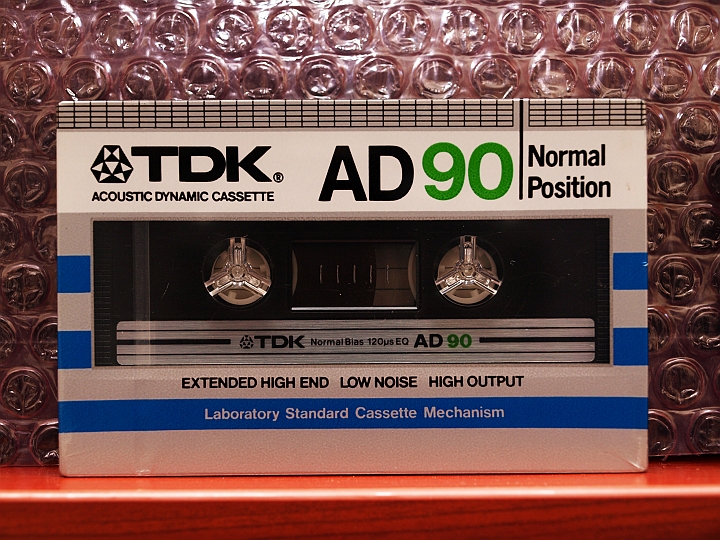 TDK®
ACOUSTIC DYNAMIC CASSETTE
AD 90
Normal
Position
TDK Normal Bias 120µs EQ AD 90
EXTENDED HIGH END LOW NOISE HIGH OUTPUT
Laboratory Standard Cassette Mechanism